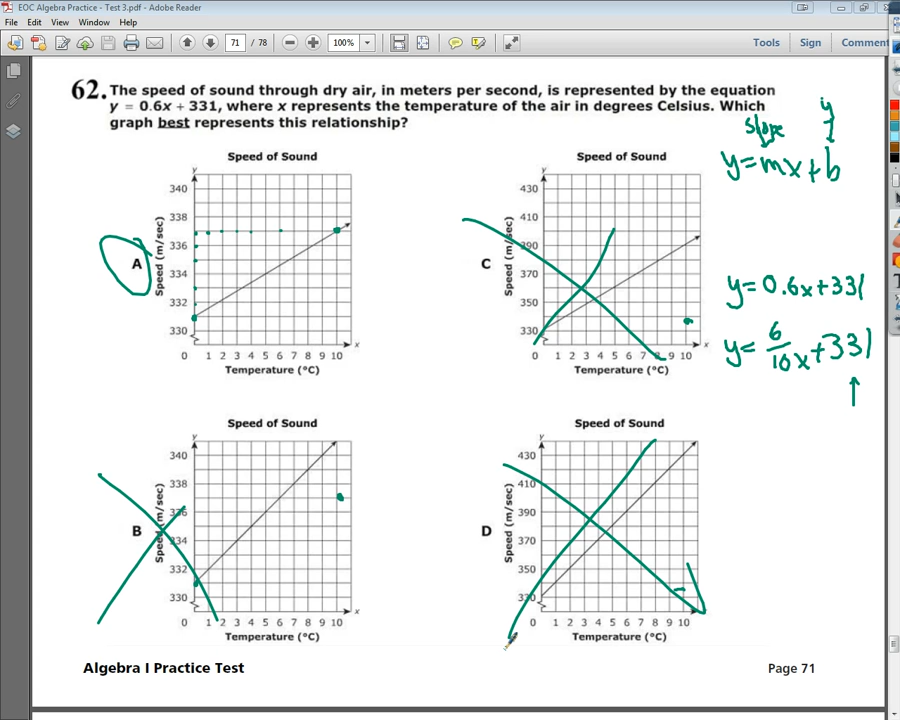 EOC Algebra Practice - Test 3.pdf - Adobe Reader
File Edit View Window Help
71 / 78 100% Tools Sign Comment
62. The speed of sound through dry air, in meters per second, is represented by the equation
y = 0.6x + 331, where x represents the temperature of the air in degrees Celsius. Which
graph best represents this relationship?
slope y
y=mx+b
y=0.6x+331
y=6/10x+331
A
Speed of Sound
y
Speed (m/sec)
340
338
336
334
332
330
0 1 2 3 4 5 6 7 8 9 10 x
Temperature (°C)
C
Speed of Sound
y
Speed (m/sec)
430
410
390
370
350
330
0 1 2 3 4 5 6 7 8 9 10 x
Temperature (°C)
B
Speed of Sound
y
Speed (m/sec)
340
338
336
334
332
330
0 1 2 3 4 5 6 7 8 9 10 x
Temperature (°C)
D
Speed of Sound
y
Speed (m/sec)
430
410
390
370
350
330
0 1 2 3 4 5 6 7 8 9 10
Temperature (°C)
Algebra I Practice Test
Page 71